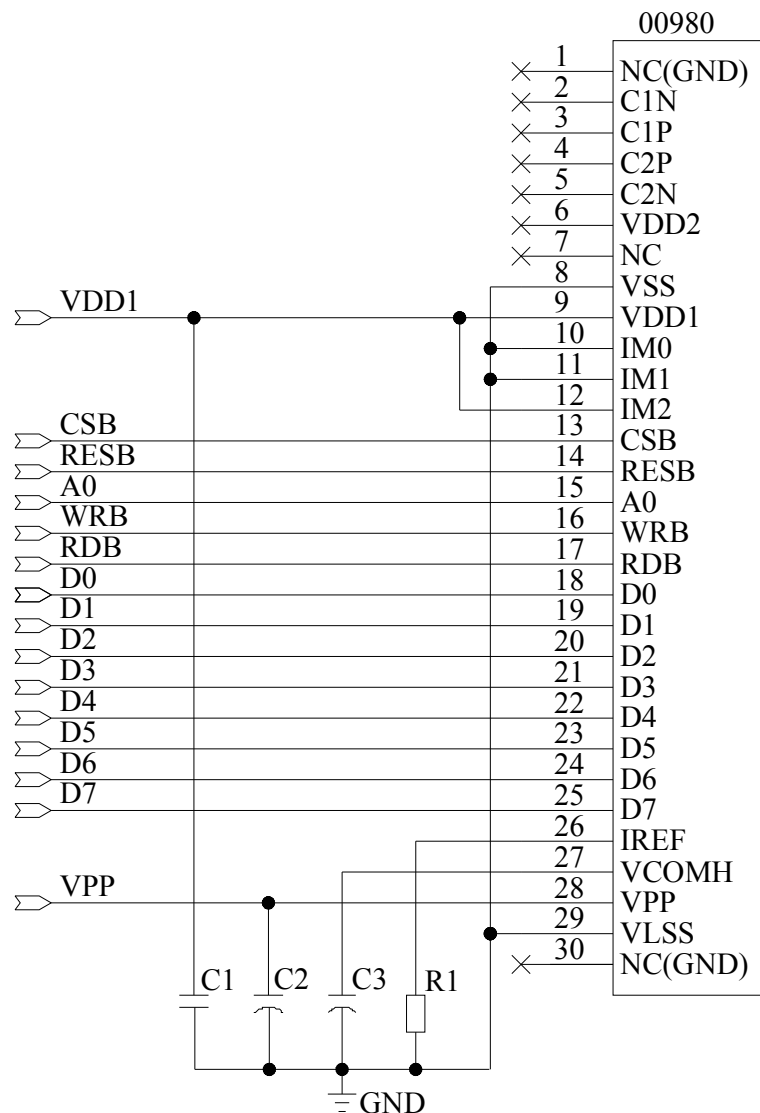 00980
1 NC(GND)
2 C1N
3 C1P
4 C2P
5 C2N
6 VDD2
7 NC
8 VSS
VDD1 9 VDD1
10 IM0
11 IM1
12 IM2
CSB 13 CSB
RESB 14 RESB
A0 15 A0
WRB 16 WRB
RDB 17 RDB
D0 18 D0
D1 19 D1
D2 20 D2
D3 21 D3
D4 22 D4
D5 23 D5
D6 24 D6
D7 25 D7
26 IREF
27 VCOMH
VPP 28 VPP
29 VLSS
30 NC(GND)
C1 C2 C3 R1
GND